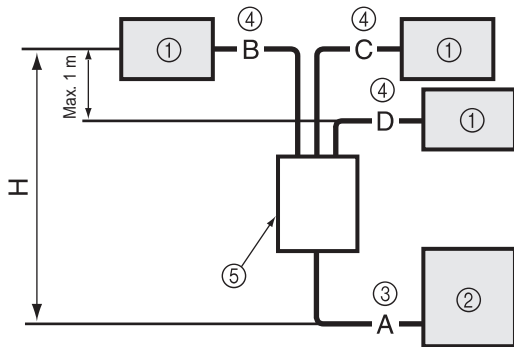 ④ ④
① B C ①
Max. 1 m
④
D ①
H
⑤
③
A ②